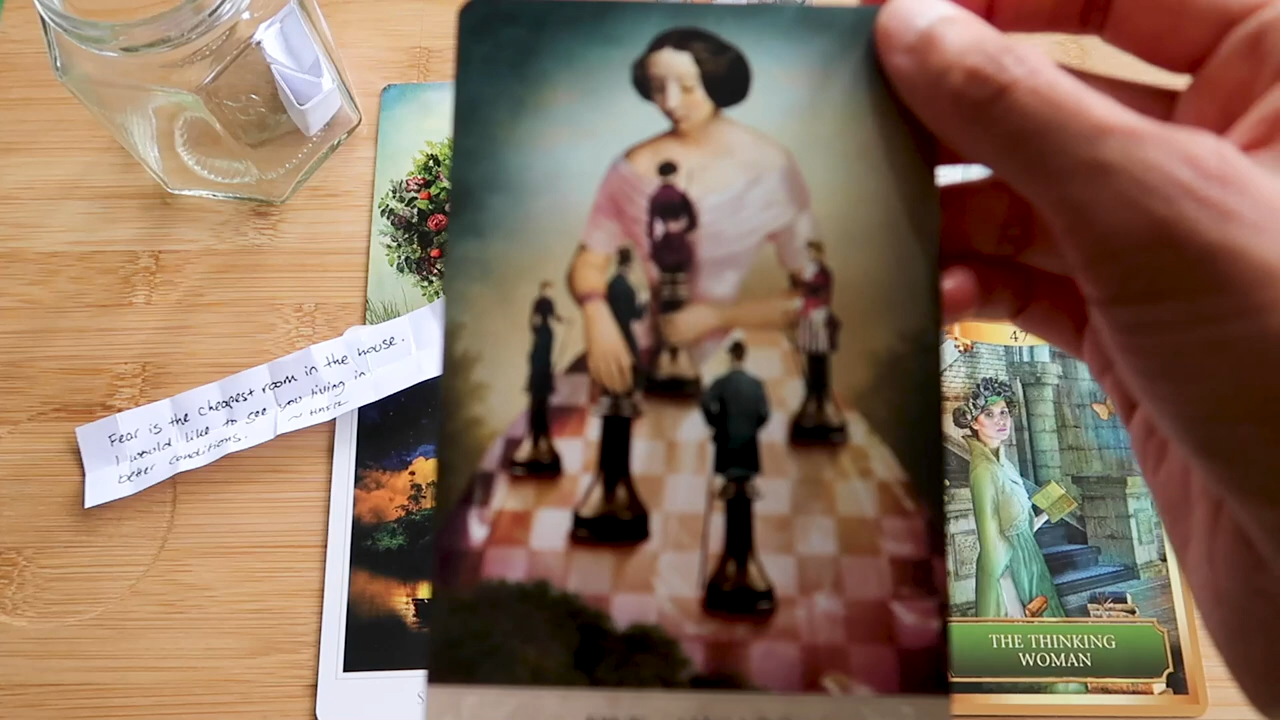 Fear is the cheapest room in the house.
I would like to see you living in
better conditions. ~ Hafiz
47
THE THINKING
WOMAN
S